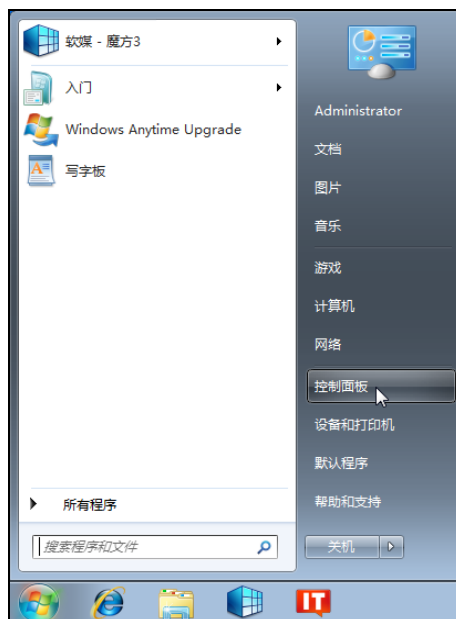 软媒 - 魔方3
入门
Windows Anytime Upgrade
写字板
所有程序
搜索程序和文件
Administrator
文档
图片
音乐
游戏
计算机
网络
控制面板
设备和打印机
默认程序
帮助和支持
关机
IT